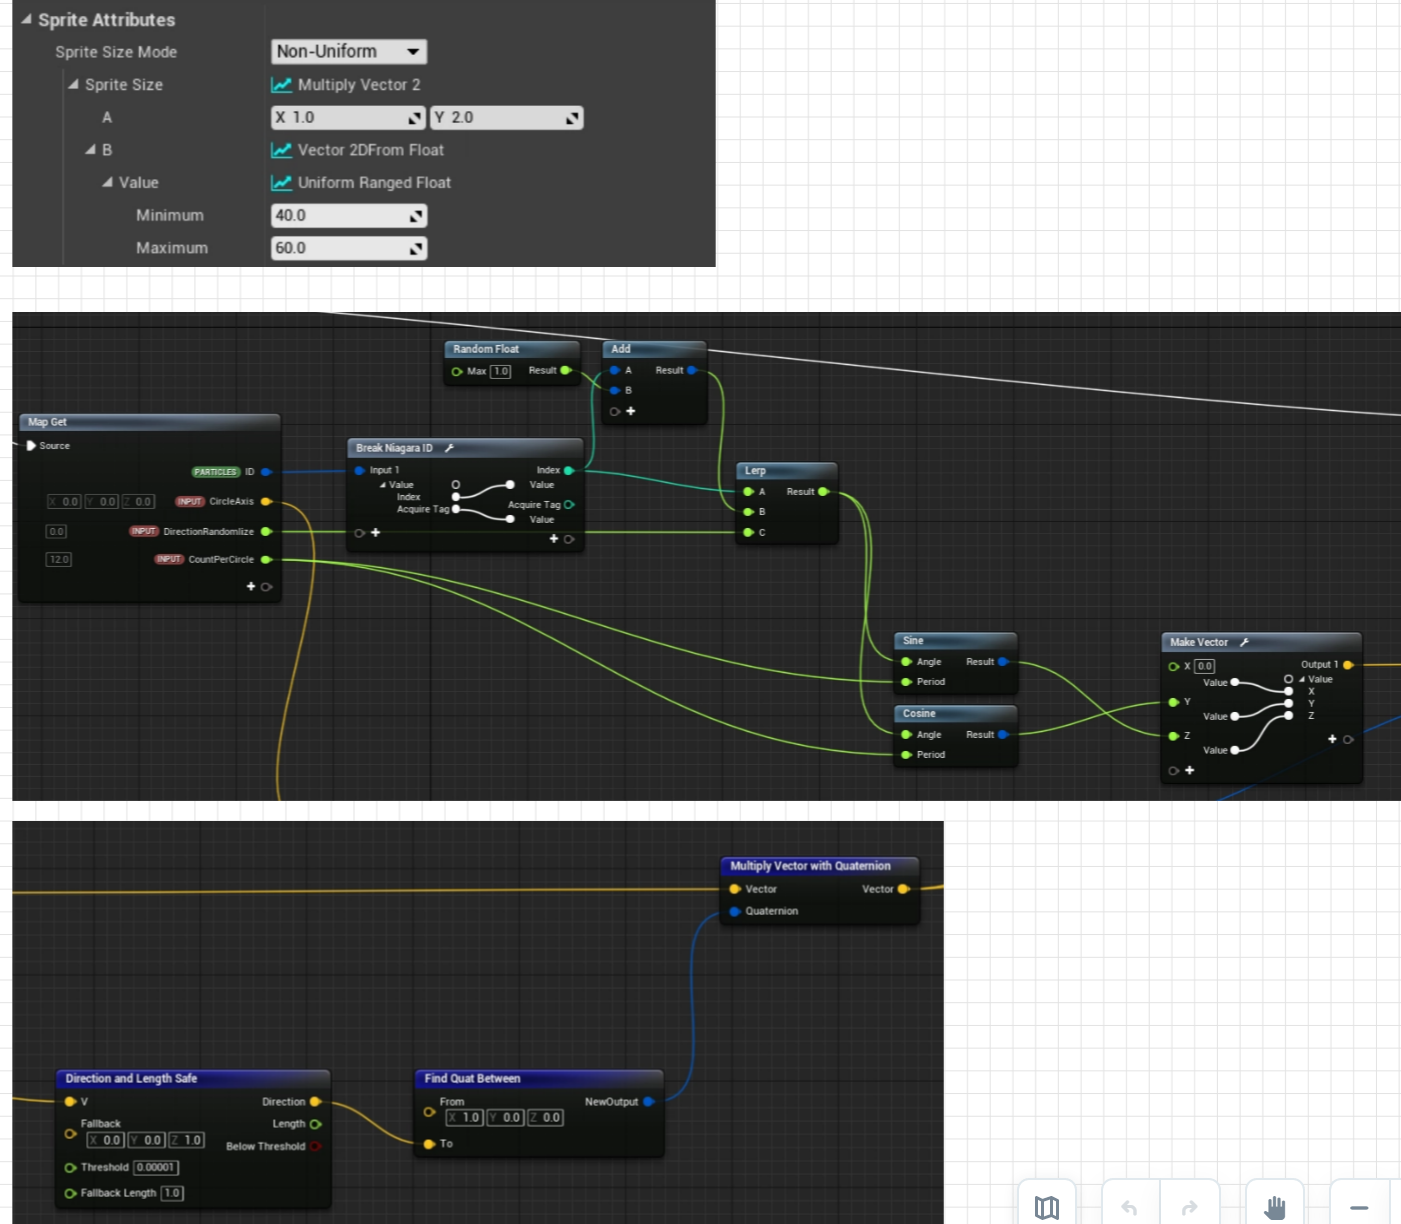 Sprite Attributes
Sprite Size Mode Non-Uniform
Sprite Size Multiply Vector 2
A X 1.0 Y 2.0
B Vector 2DFrom Float
Value Uniform Ranged Float
Minimum 40.0
Maximum 60.0
Random Float
Max 1.0 Result
Add
A Result
B
Map Get
Source
PARTICLES ID
X 0.0 Y 0.0 Z 0.0 INPUT CircleAxis
0.0 INPUT DirectionRandomize
12.0 INPUT CountPerCircle
Break Niagara ID
Input 1 Index
Value Value
Index
Acquire Tag Acquire Tag
Value
Lerp
A Result
B
C
Sine
Angle Result
Period
Cosine
Angle Result
Period
Make Vector
X 0.0 Output 1
Value Value
X
Y Y
Value Z
Z
Value
Multiply Vector with Quaternion
Vector Vector
Quaternion
Direction and Length Safe
V Direction
Fallback Length
X 0.0 Y 0.0 Z 1.0
Below Threshold
Threshold 0.00001
Fallback Length 1.0
Find Quat Between
From NewOutput
X 1.0 Y 0.0 Z 0.0
To